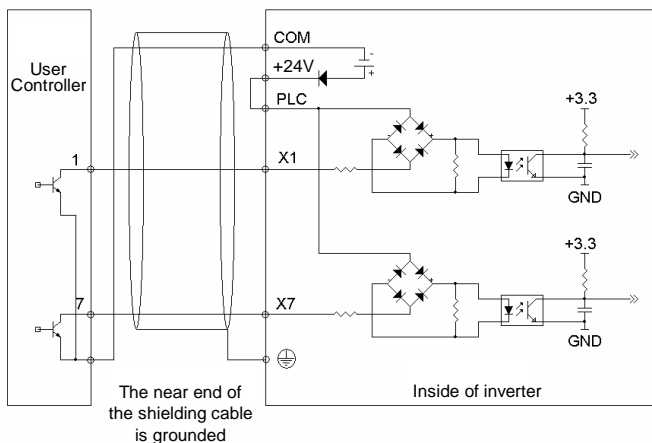 COM
-
+
+24V
User
Controller
PLC
+3.3
1
X1
-
+
GND
+3.3
7
X7
-
+
GND
The near end of
the shielding cable
is grounded
Inside of inverter